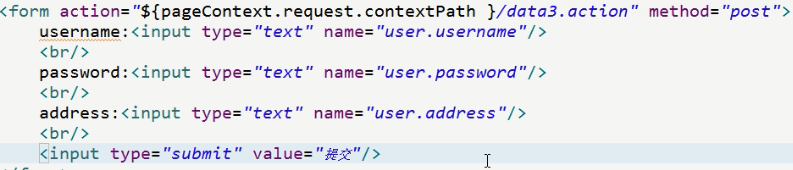 <form action="${pageContext.request.contextPath }/data3.action" method="post">
username:<input type="text" name="user.username"/>
<br/>
password:<input type="text" name="user.password"/>
<br/>
address:<input type="text" name="user.address"/>
<br/>
<input type="submit" value="提交"/>